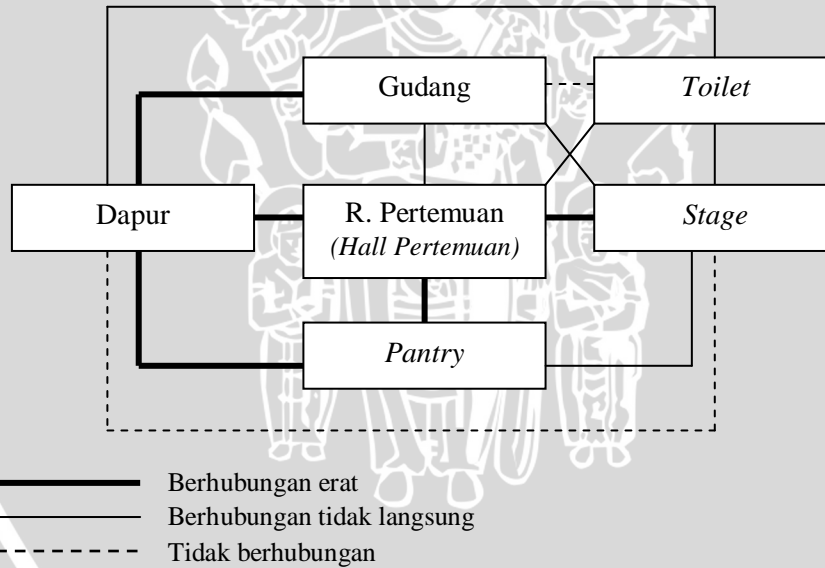 Gudang
Toilet
Dapur
R. Pertemuan
(Hall Pertemuan)
Stage
Pantry
Berhubungan erat
Berhubungan tidak langsung
Tidak berhubungan